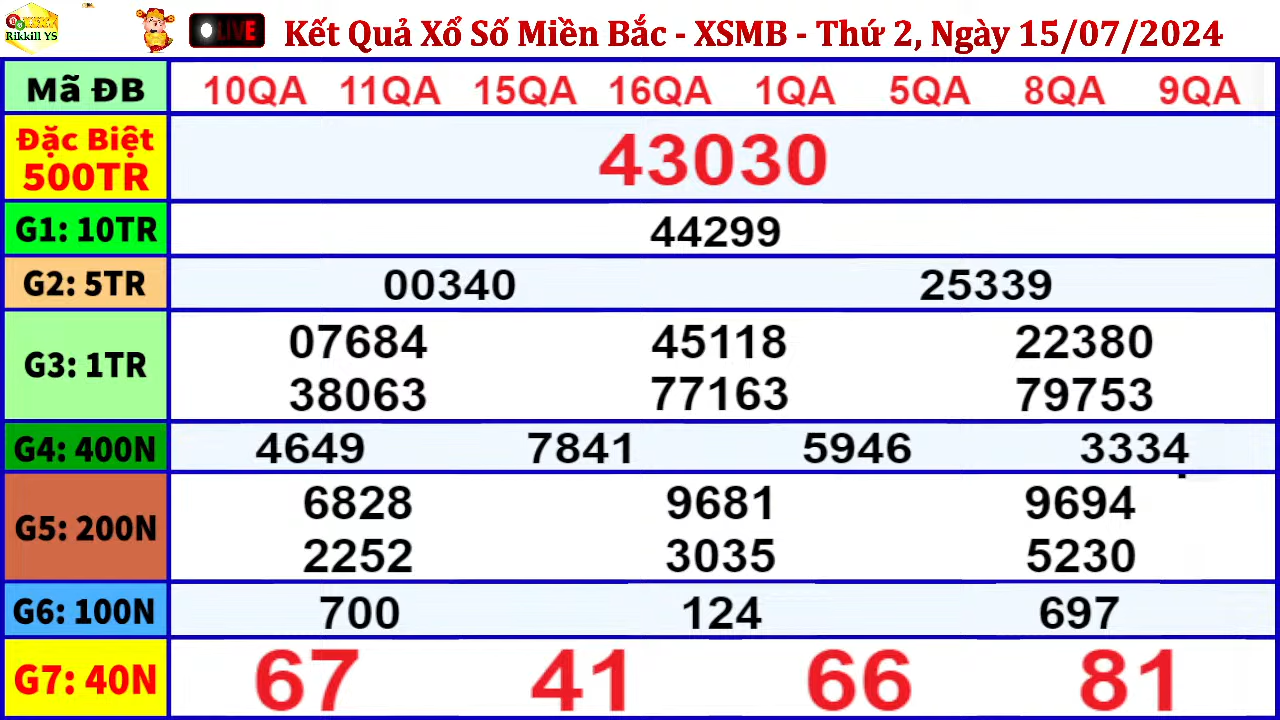 Rikkill YS
LIVE
Kết Quả Xổ Số Miền Bắc - XSMB - Thứ 2, Ngày 15/07/2024
Mã ĐB 10QA 11QA 15QA 16QA 1QA 5QA 8QA 9QA
Đặc Biệt
500TR
43030
G1: 10TR 44299
G2: 5TR 00340 25339
G3: 1TR
07684 45118 22380
38063 77163 79753
G4: 400N 4649 7841 5946 3334
G5: 200N
6828 9681 9694
2252 3035 5230
G6: 100N 700 124 697
G7: 40N 67 41 66 81